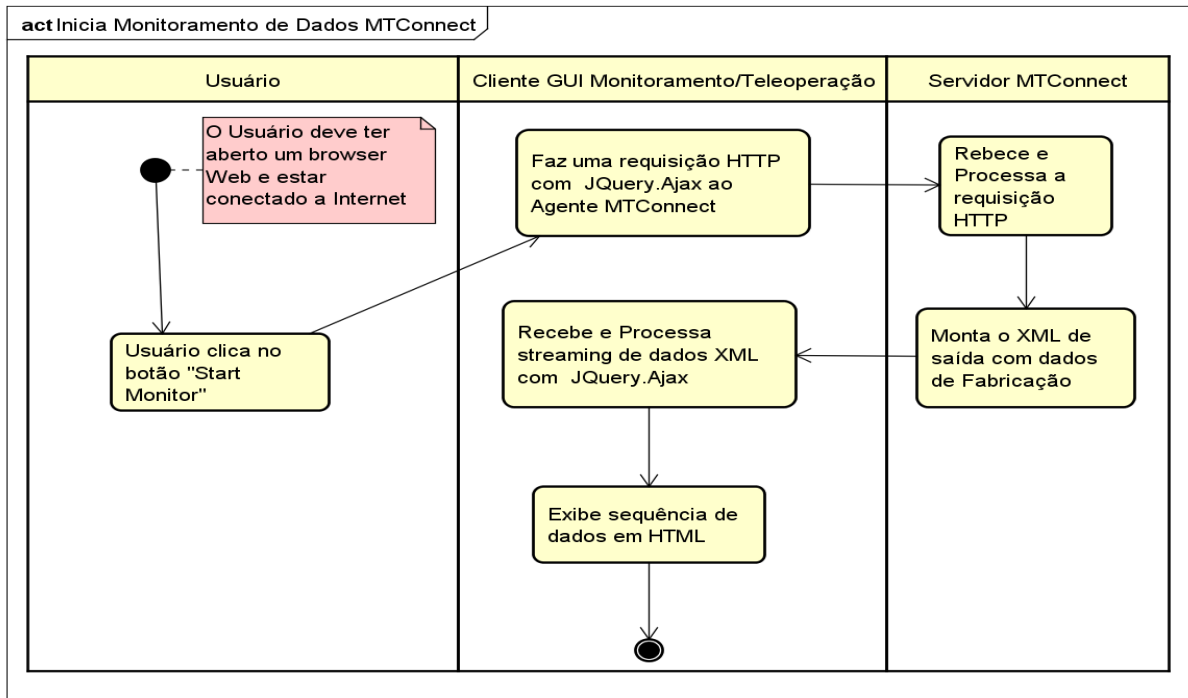 act Inicia Monitoramento de Dados MTConnect
Usuário
Cliente GUI Monitoramento/Teleoperação
Servidor MTConnect
O Usuário deve ter
aberto um browser
Web e estar
conectado a Internet
Usuário clica no
botão "Start
Monitor"
Faz uma requisição HTTP
com JQuery.Ajax ao
Agente MTConnect
Rebece e
Processa a
requisição
HTTP
Monta o XML de
saída com dados
de Fabricação
Recebe e Processa
streaming de dados XML
com JQuery.Ajax
Exibe sequência de
dados em HTML